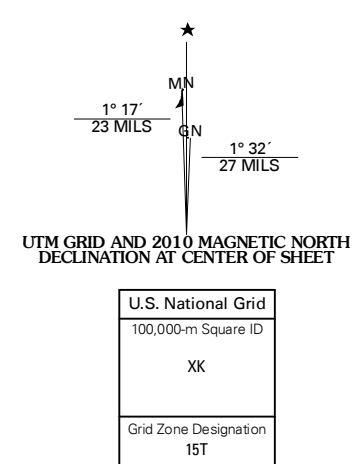 ★
MN
1° 17´
23 MILS
GN
1° 32´
27 MILS
UTM GRID AND 2010 MAGNETIC NORTH
DECLINATION AT CENTER OF SHEET
U.S. National Grid
100,000-m Square ID
XK
Grid Zone Designation
15T